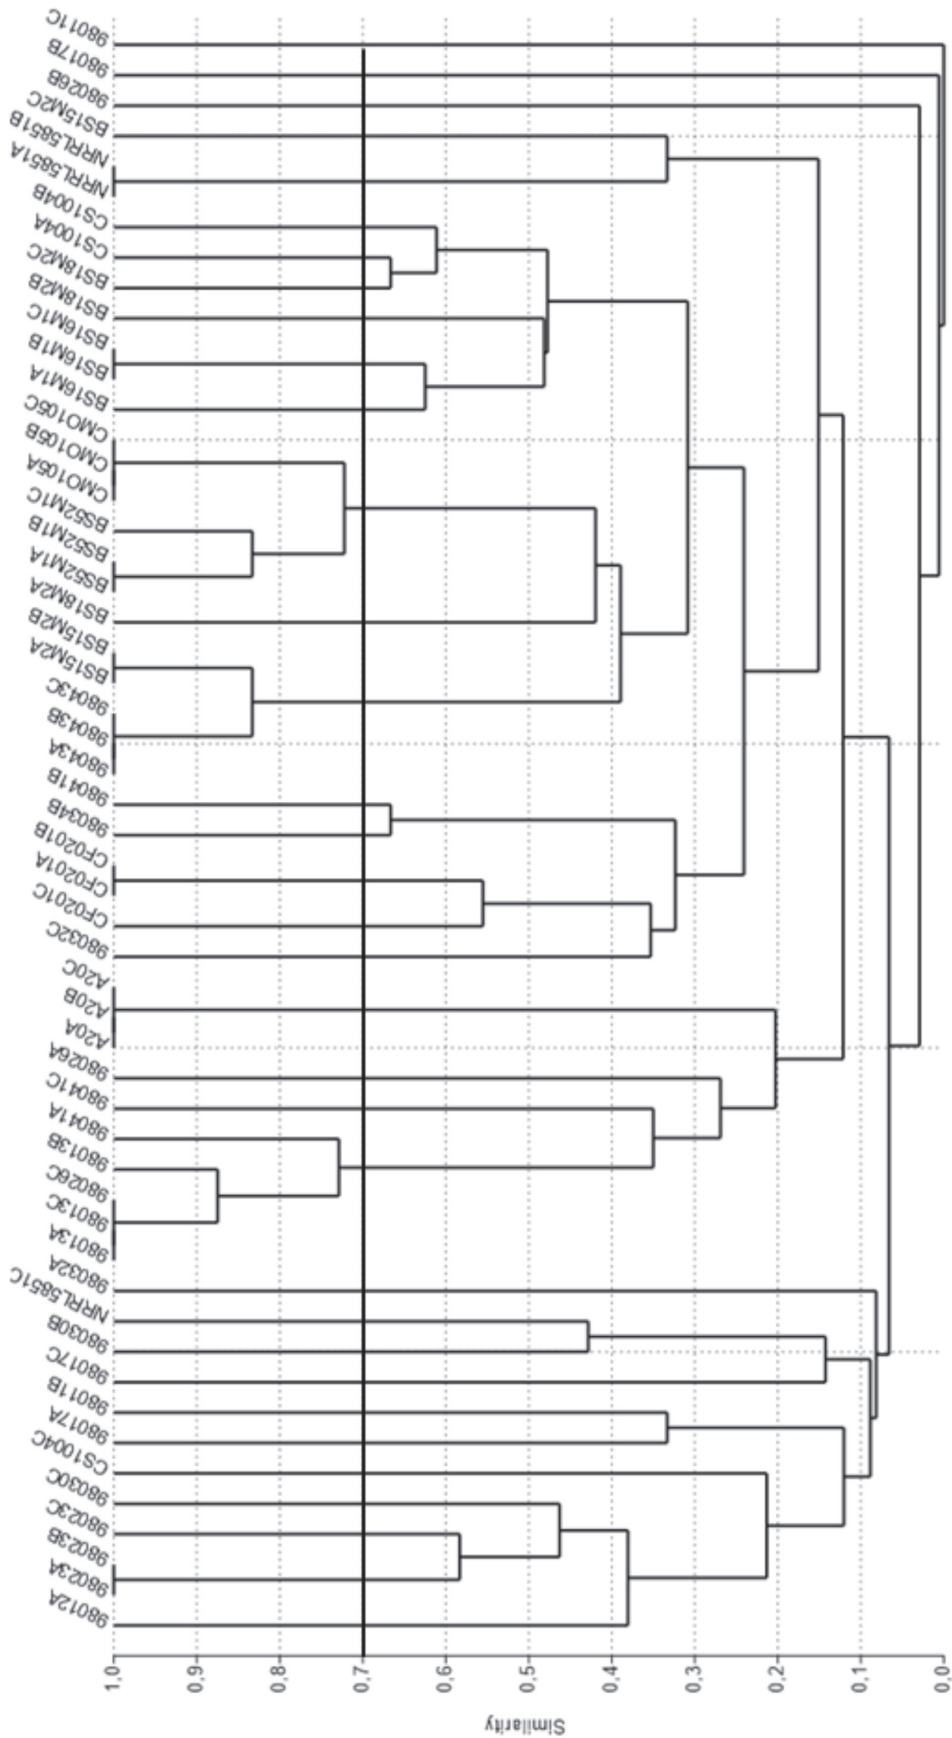 98011C
98017B
98026B
BS15M2C
NRRL5851B
NRRL5851A
CS1004B
CS1004A
BS18M2C
BS18M2B
BS16M1C
BS16M1B
BS16M1A
CMO105C
CMO105B
CMO105A
BS52M1C
BS52M1B
BS52M1A
BS18M2A
BS15M2B
BS15M2A
98043C
98043B
98043A
98041B
98034B
CF0201B
CF0201A
CF0201C
98032C
A20C
A20B
A20A
98026A
98041C
98041A
98013B
98026C
98013C
98013A
98032A
NRRL5851C
98030B
98017C
98011B
98017A
CS1004C
98030C
98023C
98023B
98023A
98012A
1,0
0,9
0,8
0,7
0,6
0,5
0,4
0,3
0,2
0,1
0,0
Similarity